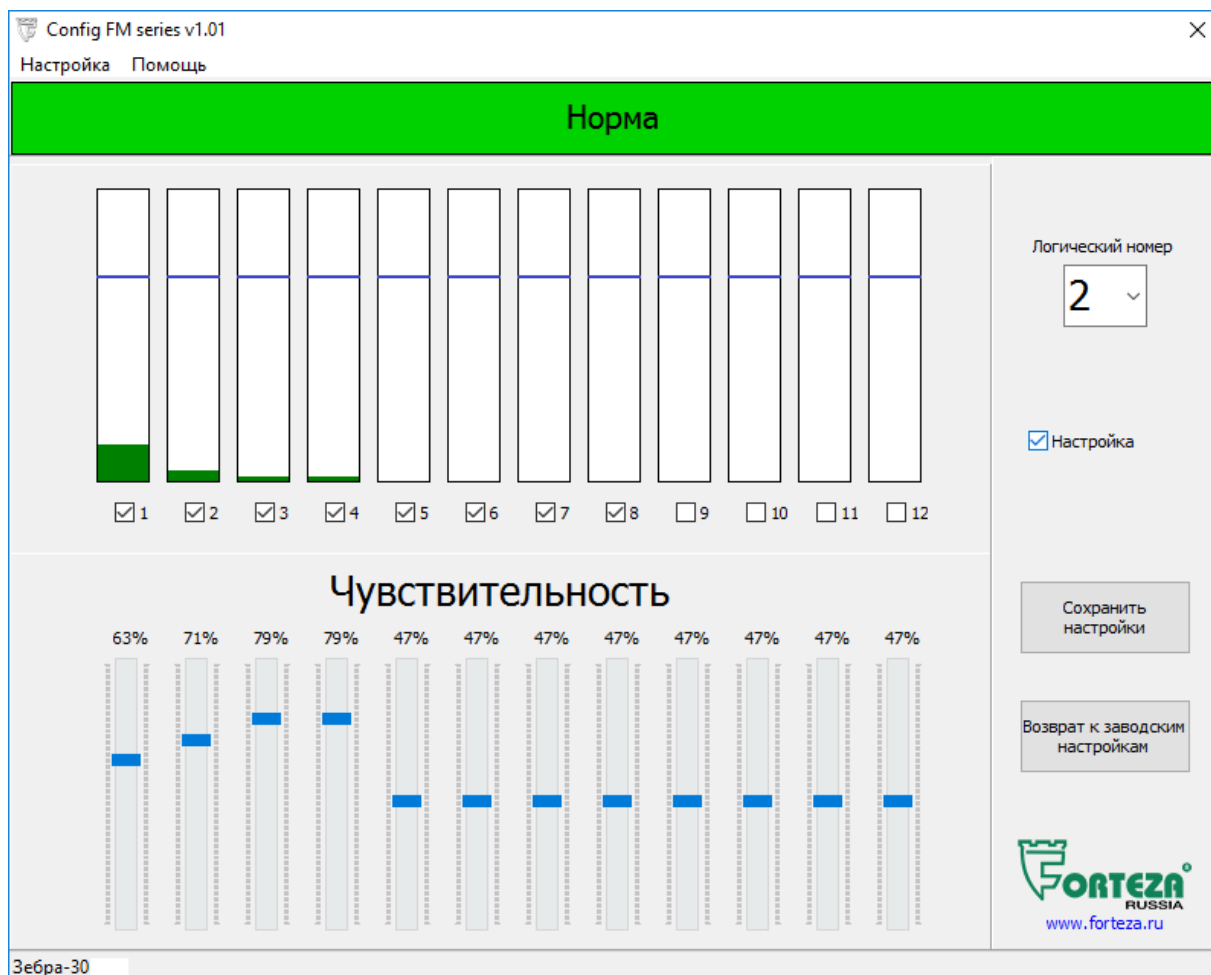 Config FM series v1.01
Настройка Помощь
Норма
Логический номер
2
Настройка
1 2 3 4 5 6 7 8 9 10 11 12
Чувствительность
63% 71% 79% 79% 47% 47% 47% 47% 47% 47% 47% 47%
Сохранить
настройки
Возврат к заводским
настройкам
FORTEZA®
RUSSIA
www.forteza.ru
Зебра-30